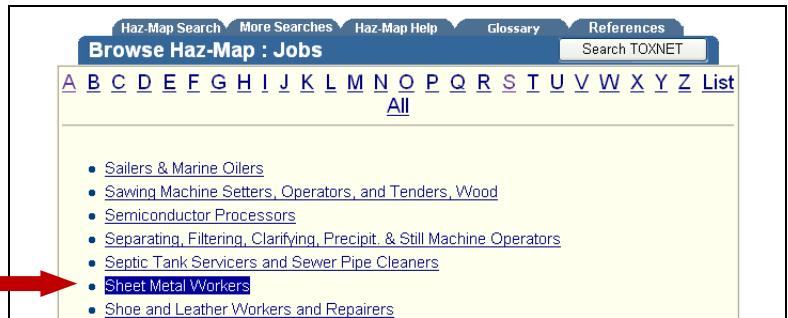 Haz-Map Search More Searches Haz-Map Help Glossary References
Browse Haz-Map : Jobs Search TOXNET
A B C D E F G H I J K L M N O P Q R S T U V W X Y Z List
All
Sailers & Marine Oilers
Sawing Machine Setters, Operators, and Tenders, Wood
Semiconductor Processors
Separating, Filtering, Clarifying, Precipit. & Still Machine Operators
Septic Tank Servicers and Sewer Pipe Cleaners
Sheet Metal Workers
Shoe and Leather Workers and Repairers